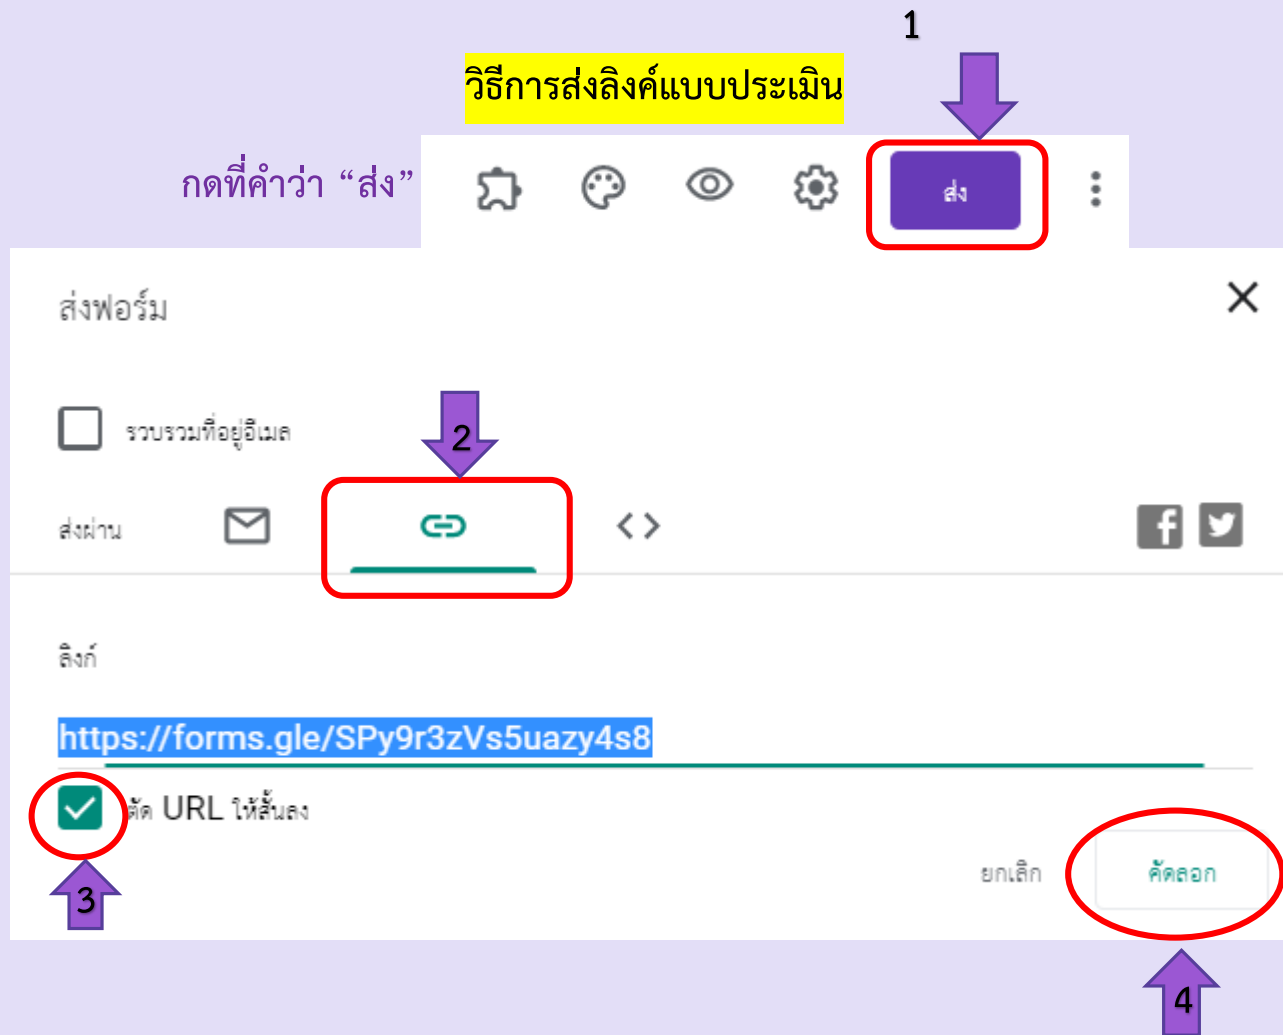 1
วิธีการส่งลิงค์แบบประเมิน
กดที่คำว่า “ส่ง”
ส่ง
ส่งฟอร์ม
รวบรวมที่อยู่อีเมล
2
ส่งผ่าน
ลิงก์
https://forms.gle/SPy9r3zVs5uazy4s8
ตัด URL ให้สั้นลง
ยกเลิก
คัดลอก
3
4